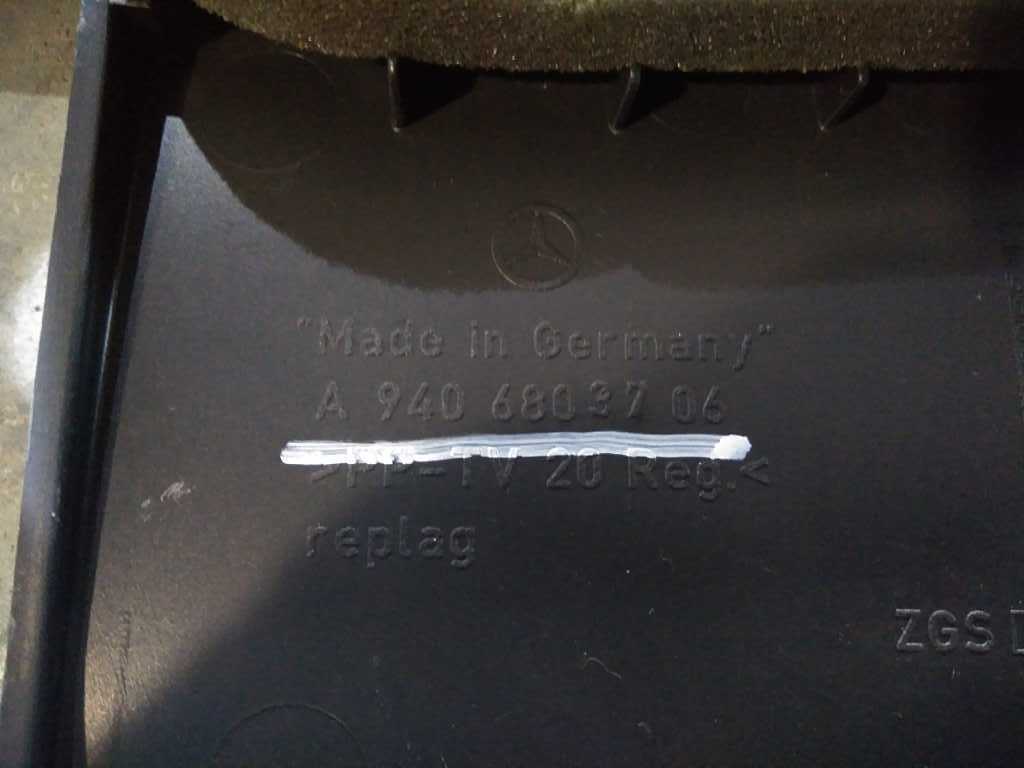 "Made in Germany"
A 940 680 37 06
>PP-TV 20 Reg.<
replag
ZGS